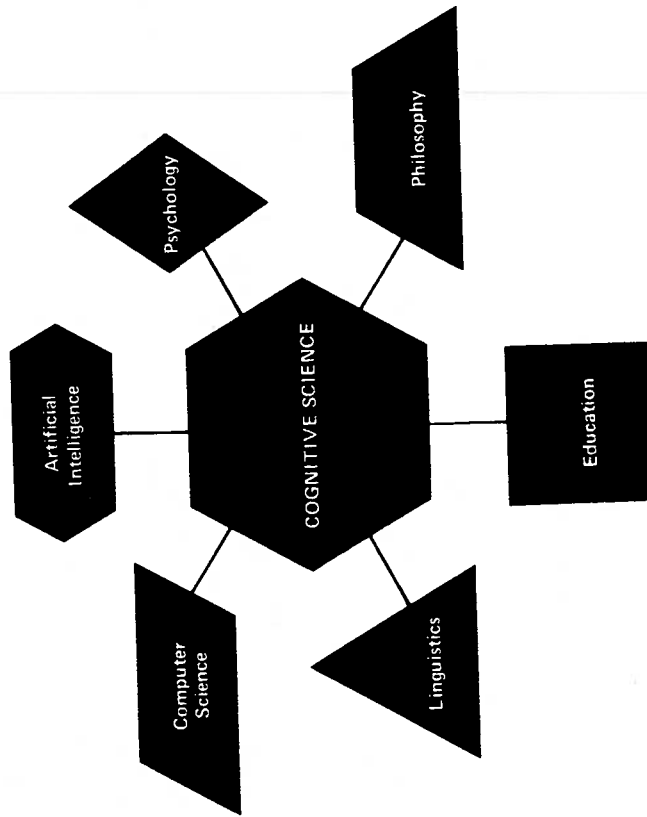 Artificial
Intelligence
Computer
Science
Psychology
COGNITIVE SCIENCE
Linguistics
Philosophy
Education